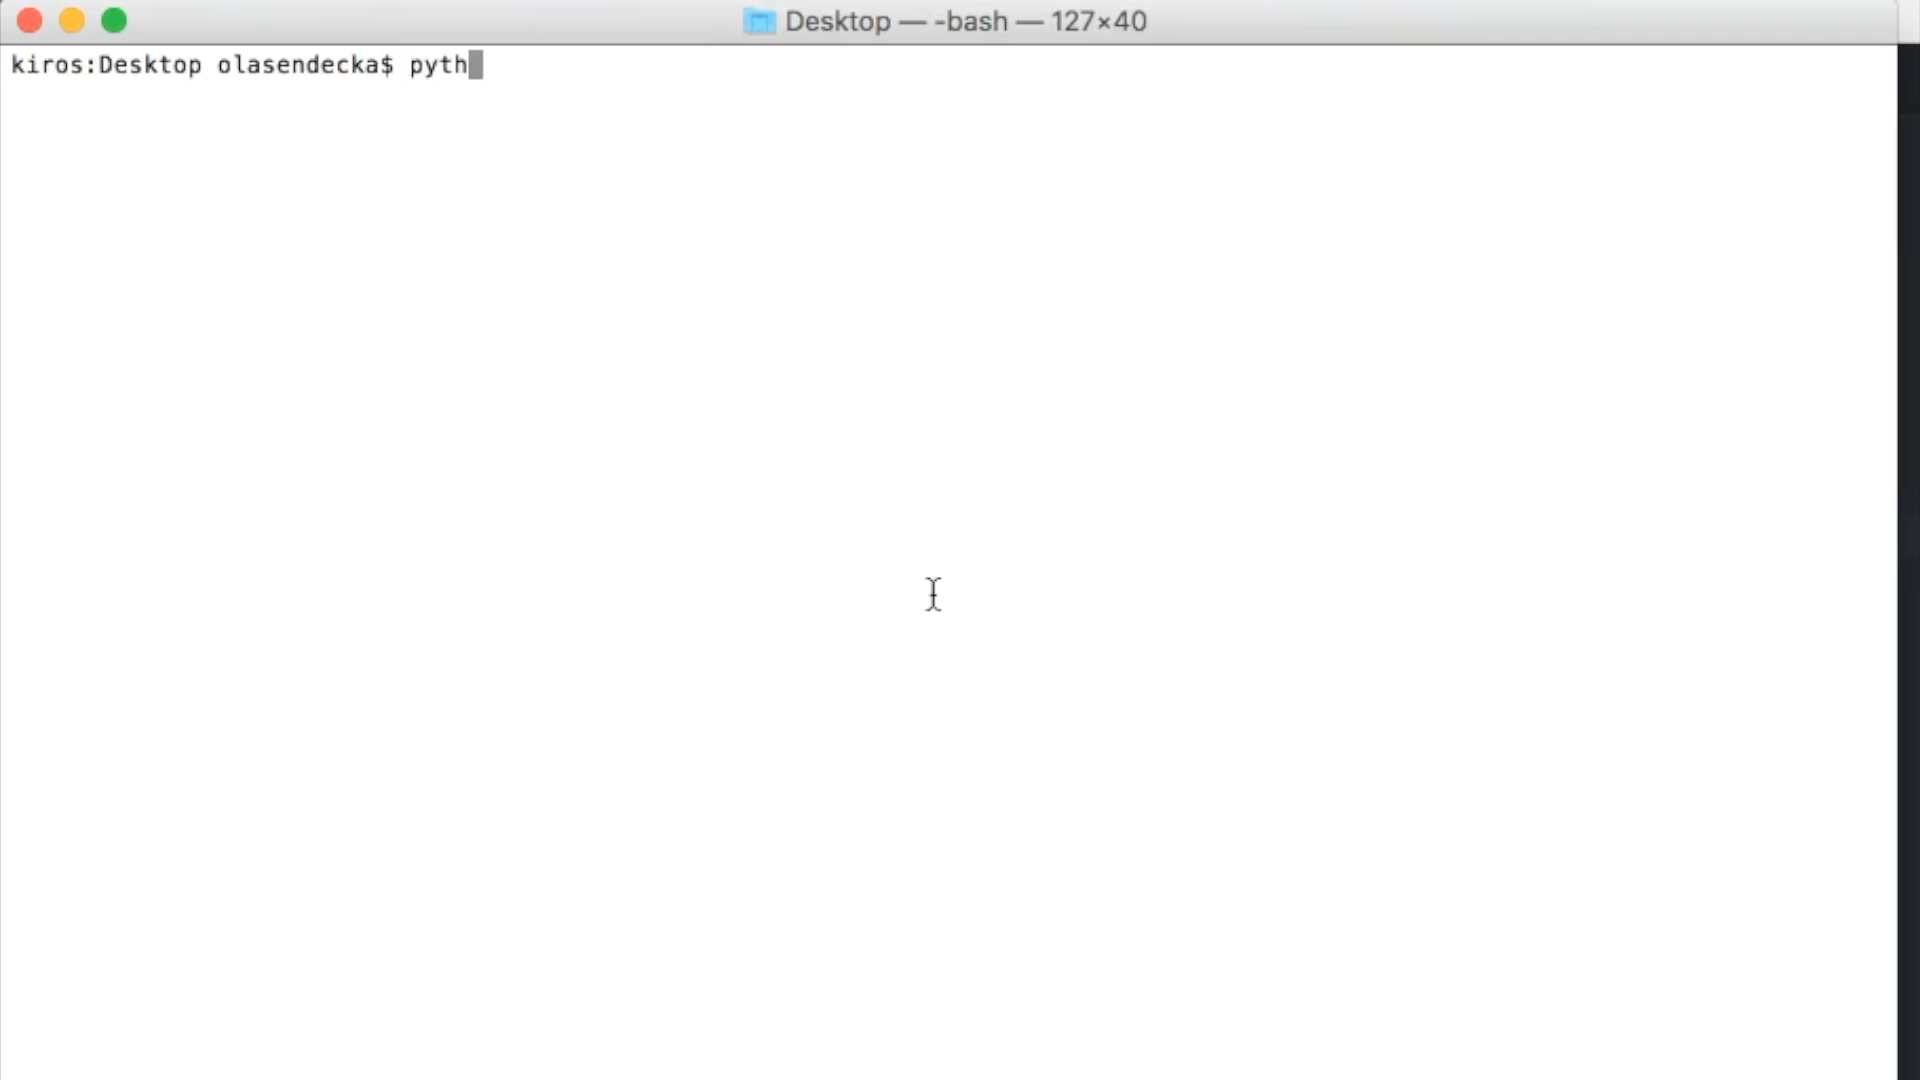 Desktop — -bash — 127×40
kiros:Desktop olasendecka$ pyth